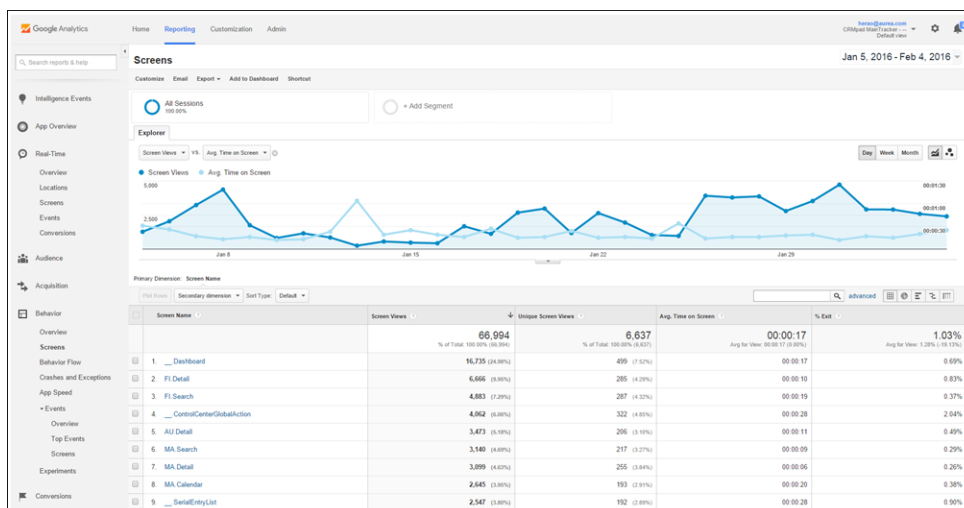 Google Analytics
Home Reporting Customization Admin
heras@aurea.com
CRMpad MainTracker - --
Default view
Search reports & help
Screens
Jan 5, 2016 - Feb 4, 2016
Customize Email Export Add to Dashboard Shortcut
Intelligence Events
All Sessions
100.00%
+ Add Segment
App Overview
Explorer
Real-Time
Screen Views VS. Avg. Time on Screen
Day Week Month
Overview
Screen Views Avg. Time on Screen
Locations
5,000 00:01:30
Screens
Events
2,500 00:01:00
Conversions
00:00:30
Jan 8 Jan 15 Jan 22 Jan 29
Audience
Primary Dimension: Screen Name
Acquisition
Plot Rows Secondary dimension Sort Type: Default advanced
Behavior
Screen Name Screen Views Unique Screen Views Avg. Time on Screen % Exit
Overview
66,994 6,637 00:00:17 1.03%
% of Total: 100.00% (66,994) % of Total: 100.00% (6,637) Avg for View: 00:00:17 (0.00%) Avg for View: 1.28% (-19.13%)
Screens
Behavior Flow
1. __Dashboard 16,735 (24.98%) 499 (7.52%) 00:00:17 0.69%
Crashes and Exceptions
2. FI.Detail 6,666 (9.95%) 285 (4.29%) 00:00:10 0.83%
App Speed
3. FI.Search 4,883 (7.29%) 287 (4.32%) 00:00:19 0.37%
Events
4. __ControlCenterGlobalAction 4,062 (6.06%) 322 (4.85%) 00:00:28 2.04%
Overview
5. AU.Detail 3,473 (5.18%) 206 (3.10%) 00:00:11 0.49%
Top Events
6. MA.Search 3,140 (4.69%) 217 (3.27%) 00:00:09 0.29%
Screens
7. MA.Detail 3,099 (4.63%) 255 (3.84%) 00:00:06 0.26%
Experiments
8. MA.Calendar 2,645 (3.95%) 193 (2.91%) 00:00:20 0.38%
Conversions
9. __SerialEntryList 2,547 (3.80%) 192 (2.89%) 00:00:28 0.90%